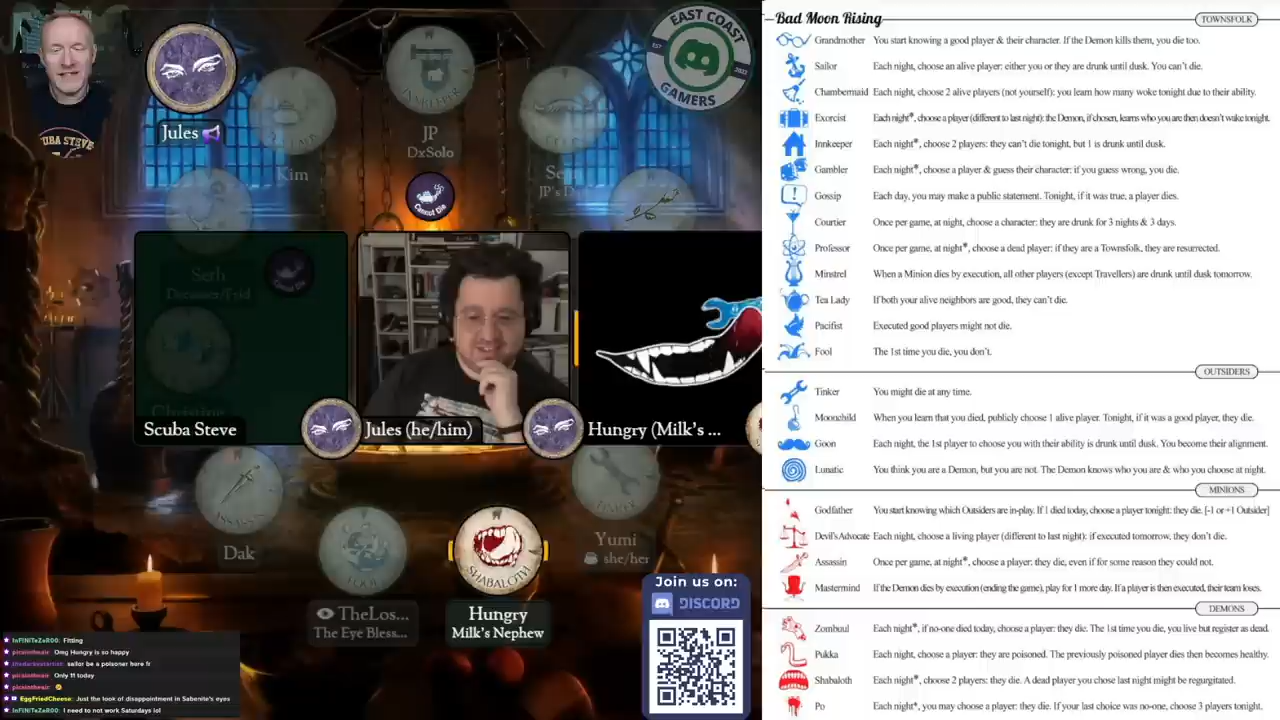 EAST COAST
GAMERS
EST
2023
UBA STEVE
Jules
Kim
INNKEEPER
JP
DxSolo
Cannot Die
Seth
Dreamer/Frid
Cannot Die
Christine
Scuba Steve
Jules (he/him)
Hungry (Milk's ...
ASSASSIN
Dak
FOOL
TheLos...
The Eye Bless...
SHABALOTH
Hungry
Milk's Nephew
TINKER
Yumi
she/her
Join us on:
DISCORD
InFINITeZeR00: Fitting
picsinthealr: Omg Hungry is so happy
sailor be a poisoner here fr
picsinthealr: Only 11 today
EggFriedCheese: Just the look of disappointment in Sabenite's eyes
InFINITeZeR00: I need to not work Saturdays lol
Bad Moon Rising
TOWNSFOLK
Grandmother You start knowing a good player & their character. If the Demon kills them, you die too.
Sailor Each night, choose an alive player: either you or they are drunk until dusk. You can't die.
Chambermaid Each night, choose 2 alive players (not yourself): you learn how many woke tonight due to their ability.
Exorcist Each night*, choose a player (different to last night): the Demon, if chosen, learns who you are then doesn't wake tonight.
Innkeeper Each night*, choose 2 players: they can't die tonight, but 1 is drunk until dusk.
Gambler Each night*, choose a player & guess their character: if you guess wrong, you die.
Gossip Each day, you may make a public statement. Tonight, if it was true, a player dies.
Courtier Once per game, at night, choose a character: they are drunk for 3 nights & 3 days.
Professor Once per game, at night*, choose a dead player: if they are a Townsfolk, they are resurrected.
Minstrel When a Minion dies by execution, all other players (except Travellers) are drunk until dusk tomorrow.
Tea Lady If both your alive neighbors are good, they can't die.
Pacifist Executed good players might not die.
Fool The 1st time you die, you don't.
OUTSIDERS
Tinker You might die at any time.
Moonchild When you learn that you died, publicly choose 1 alive player. Tonight, if it was a good player, they die.
Goon Each night, the 1st player to choose you with their ability is drunk until dusk. You become their alignment.
Lunatic You think you are a Demon, but you are not. The Demon knows who you are & who you choose at night.
MINIONS
Godfather You start knowing which Outsiders are in-play. If 1 died today, choose a player tonight: they die. [-1 or +1 Outsider]
Devil's Advocate Each night, choose a living player (different to last night): if executed tomorrow, they don't die.
Assassin Once per game, at night*, choose a player: they die, even if for some reason they could not.
Mastermind If the Demon dies by execution (ending the game), play for 1 more day. If a player is then executed, their team loses.
DEMONS
Zombuul Each night*, if no-one died today, choose a player: they die. The 1st time you die, you live but register as dead.
Pukka Each night, choose a player: they are poisoned. The previously poisoned player dies then becomes healthy.
Shabaloth Each night*, choose 2 players: they die. A dead player you chose last night might be regurgitated.
Po Each night*, you may choose a player: they die. If your last choice was no-one, choose 3 players tonight.